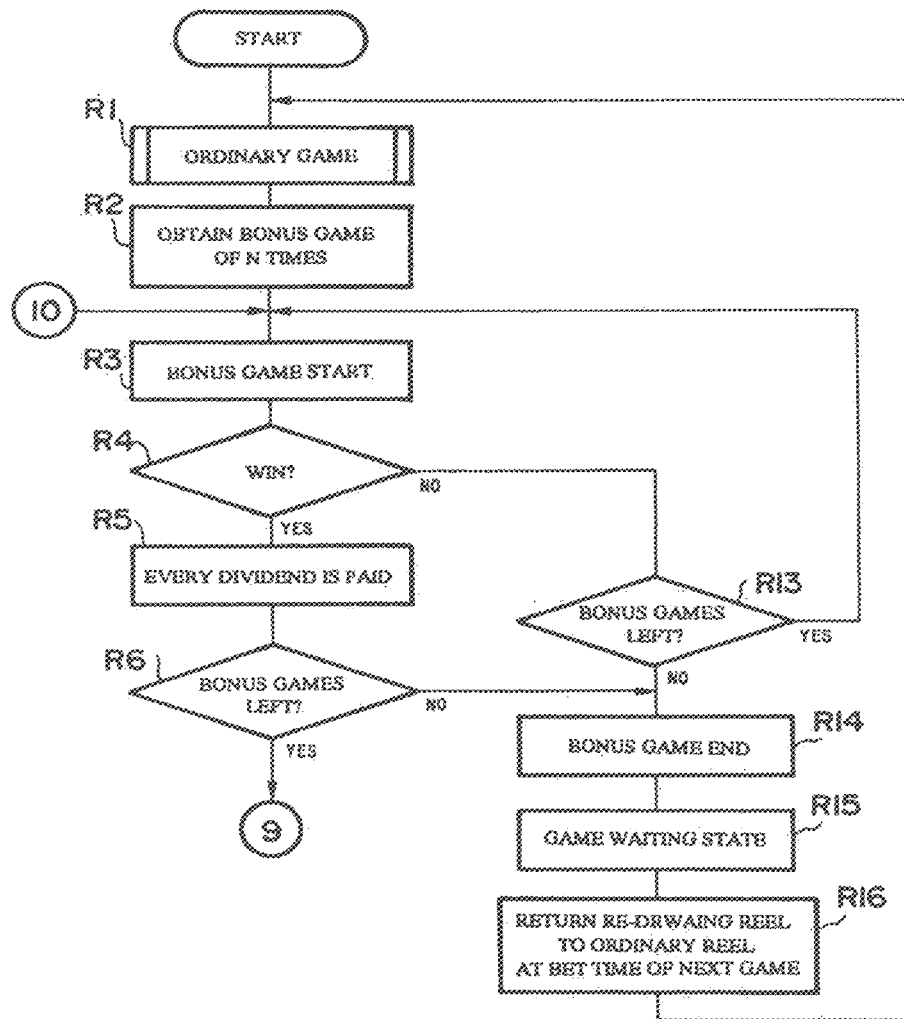 START
R1
ORDINARY GAME
R2
OBTAIN BONUS GAME
OF N TIMES
10
R3
BONUS GAME START
R4
WIN?
NO
YES
R5
EVERY DIVIDEND IS PAID
R13
BONUS GAMES
LEFT?
YES
NO
R6
BONUS GAMES
LEFT?
NO
YES
9
R14
BONUS GAME END
R15
GAME WAITING STATE
R16
RETURN RE-DRWAING REEL
TO ORDINARY REEL
AT BET TIME OF NEXT GAME